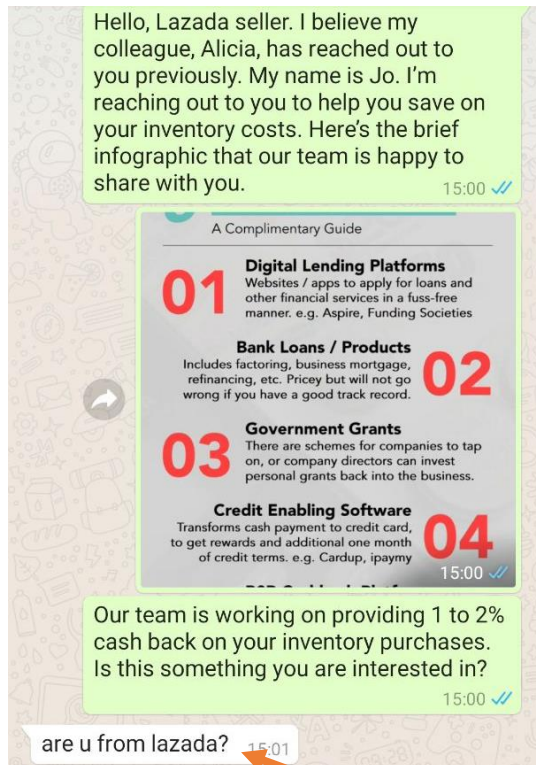 Hello, Lazada seller. I believe my
colleague, Alicia, has reached out to
you previously. My name is Jo. I'm
reaching out to you to help you save on
your inventory costs. Here's the brief
infographic that our team is happy to
share with you.
15:00
A Complimentary Guide
01
Digital Lending Platforms
Websites / apps to apply for loans and
other financial services in a fuss-free
manner. e.g. Aspire, Funding Societies
Bank Loans / Products
Includes factoring, business mortgage,
refinancing, etc. Pricey but will not go
wrong if you have a good track record.
02
03
Government Grants
There are schemes for companies to tap
on, or company directors can invest
personal grants back into the business.
Credit Enabling Software
Transforms cash payment to credit card,
to get rewards and additional one month
of credit terms. e.g. Cardup, ipaymy
04
15:00
Our team is working on providing 1 to 2%
cash back on your inventory purchases.
Is this something you are interested in?
15:00
are u from lazada?
15:01